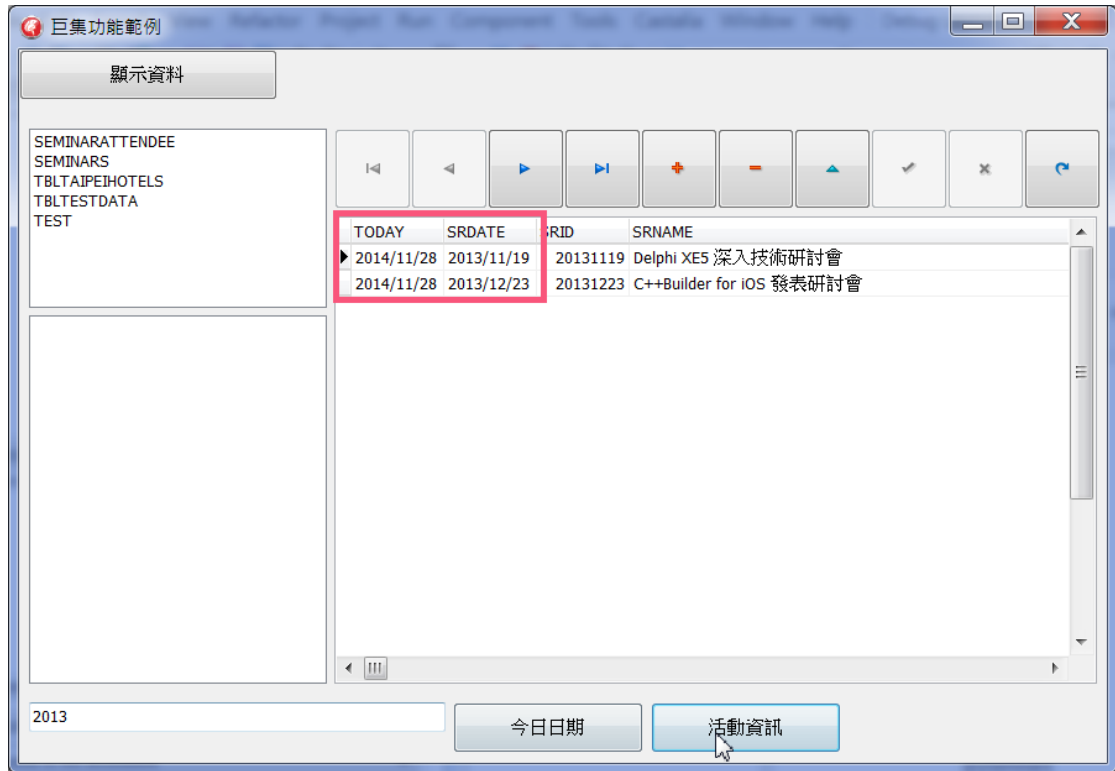 巨集功能範例
顯示資料
SEMINARATTENDEE
SEMINARS
TBLTAIPEIHOTELS
TBLTESTDATA
TEST
TODAY SRDATE SRID SRNAME
2014/11/28 2013/11/19 20131119 Delphi XE5 深入技術研討會
2014/11/28 2013/12/23 20131223 C++Builder for iOS 發表研討會
2013
今日日期
活動資訊